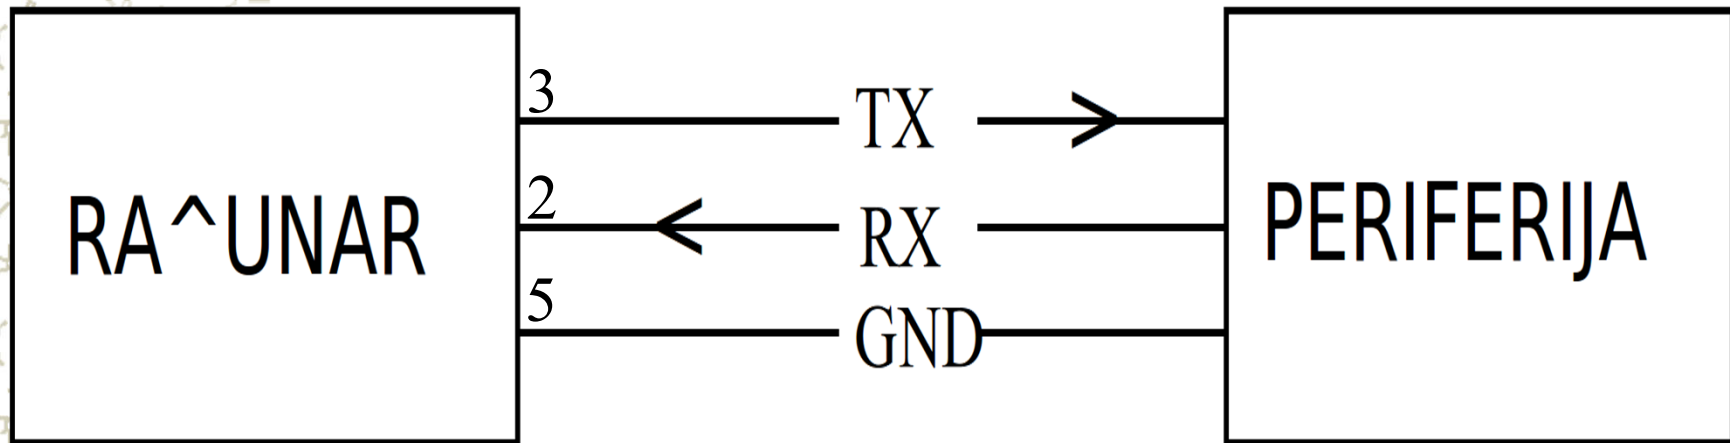 3
TX
RA^UNAR
2
RX
PERIFERIJA
5
GND